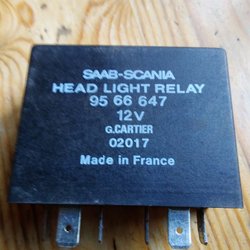 SAAB-SCANIA
HEAD LIGHT RELAY
95 66 647
12V
G.CARTIER
02017
Made in France